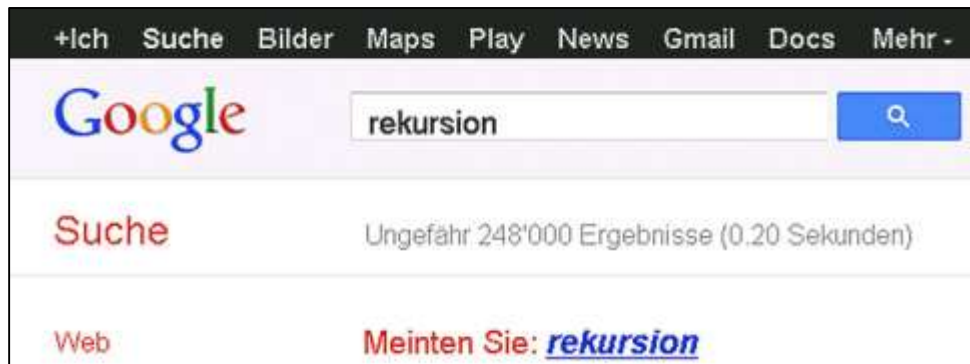 +Ich Suche Bilder Maps Play News Gmail Docs Mehr
Google rekursion
Suche Ungefähr 248'000 Ergebnisse (0.20 Sekunden)
Web Meinten Sie: rekursion